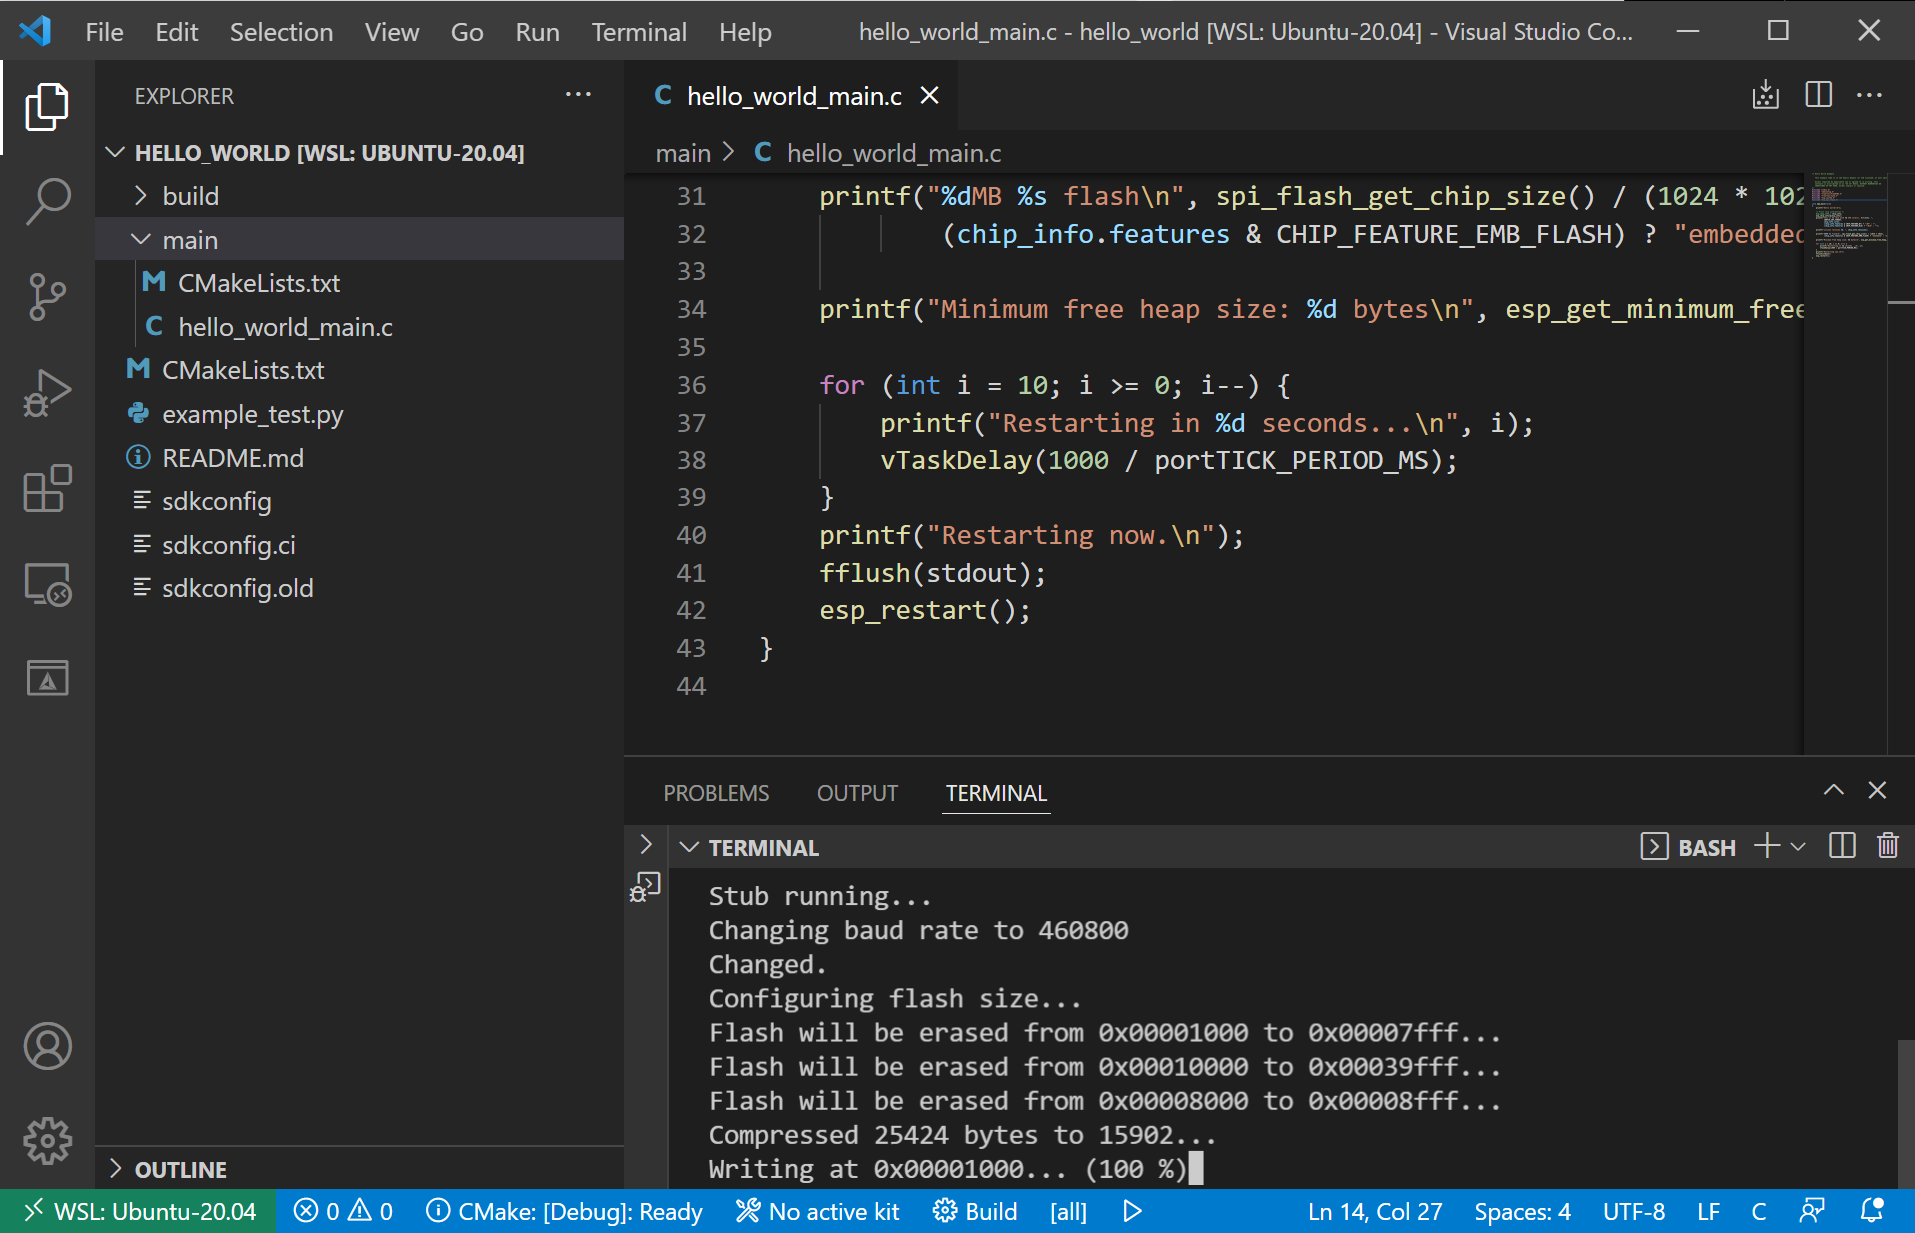 File Edit Selection View Go Run Terminal Help hello_world_main.c - hello_world [WSL: Ubuntu-20.04] - Visual Studio Co...
EXPLORER
HELLO_WORLD [WSL: UBUNTU-20.04]
build
main
CMakeLists.txt
hello_world_main.c
CMakeLists.txt
example_test.py
README.md
sdkconfig
sdkconfig.ci
sdkconfig.old
OUTLINE
hello_world_main.c
main > C hello_world_main.c
31 printf("%dMB %s flash\n", spi_flash_get_chip_size() / (1024 * 102
32 (chip_info.features & CHIP_FEATURE_EMB_FLASH) ? "embedded
33
34 printf("Minimum free heap size: %d bytes\n", esp_get_minimum_free
35
36 for (int i = 10; i >= 0; i--) {
37 printf("Restarting in %d seconds...\n", i);
38 vTaskDelay(1000 / portTICK_PERIOD_MS);
39 }
40 printf("Restarting now.\n");
41 fflush(stdout);
42 esp_restart();
43 }
44
PROBLEMS OUTPUT TERMINAL
TERMINAL BASH
Stub running...
Changing baud rate to 460800
Changed.
Configuring flash size...
Flash will be erased from 0x00001000 to 0x00007fff...
Flash will be erased from 0x00010000 to 0x00039fff...
Flash will be erased from 0x00008000 to 0x00008fff...
Compressed 25424 bytes to 15902...
Writing at 0x00001000... (100 %)
WSL: Ubuntu-20.04 0 0 CMake: [Debug]: Ready No active kit Build [all] Ln 14, Col 27 Spaces: 4 UTF-8 LF C